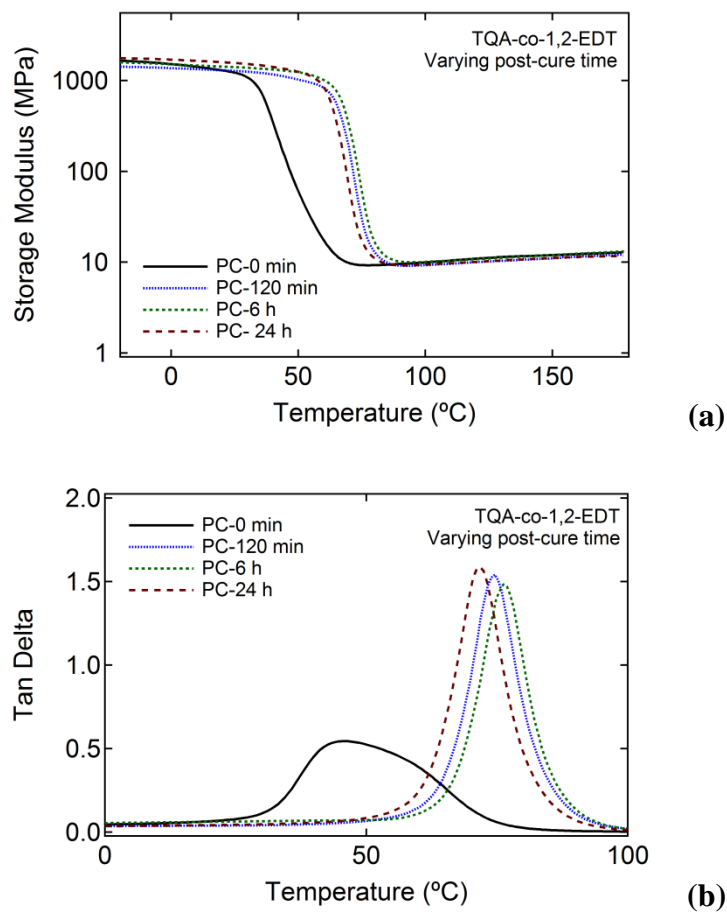 TQA-co-1,2-EDT
Varying post-cure time
1000
100
10
1
Storage Modulus (MPa)
PC-0 min
PC-120 min
PC-6 h
PC- 24 h
0
50
100
150
Temperature (ºC)
(a)
2.0
1.5
1.0
0.5
0.0
Tan Delta
PC-0 min
PC-120 min
PC-6 h
PC-24 h
TQA-co-1,2-EDT
Varying post-cure time
0
50
100
Temperature (ºC)
(b)